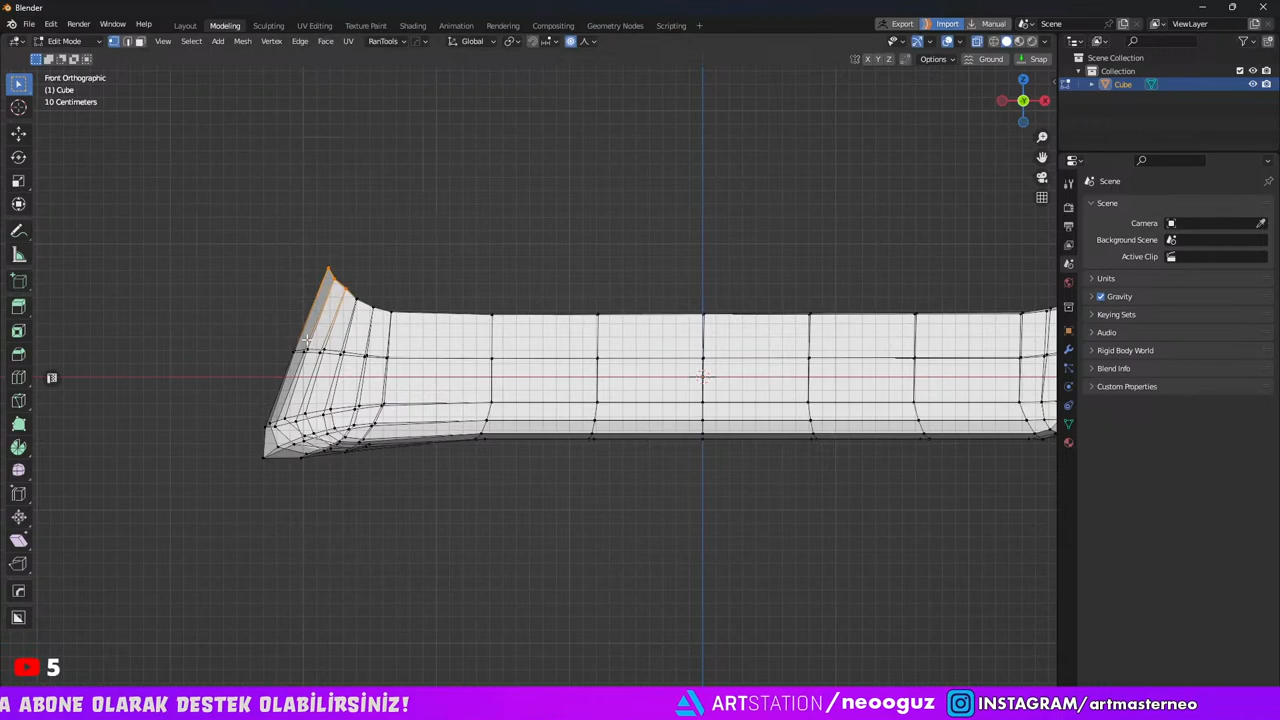 Blender
File Edit Render Window Help Layout Modeling Sculpting UV Editing Texture Paint Shading Animation Rendering Compositing Geometry Nodes Scripting + Export Import Manual Scene ViewLayer
Edit Mode View Select Add Mesh Vertex Edge Face UV RanTools Global
X Y Z Options Ground Snap
Front Orthographic
(1) Cube
10 Centimeters
Z
Y
X
Scene Collection
Collection
Cube
Scene
Scene
Camera
Background Scene
Active Clip
Units
Gravity
Keying Sets
Audio
Rigid Body World
Blend Info
Custom Properties
5
A ABONE OLARAK DESTEK OLABİLİRSİNİZ! ARTSTATION/neooguz INSTAGRAM/artmasterneo